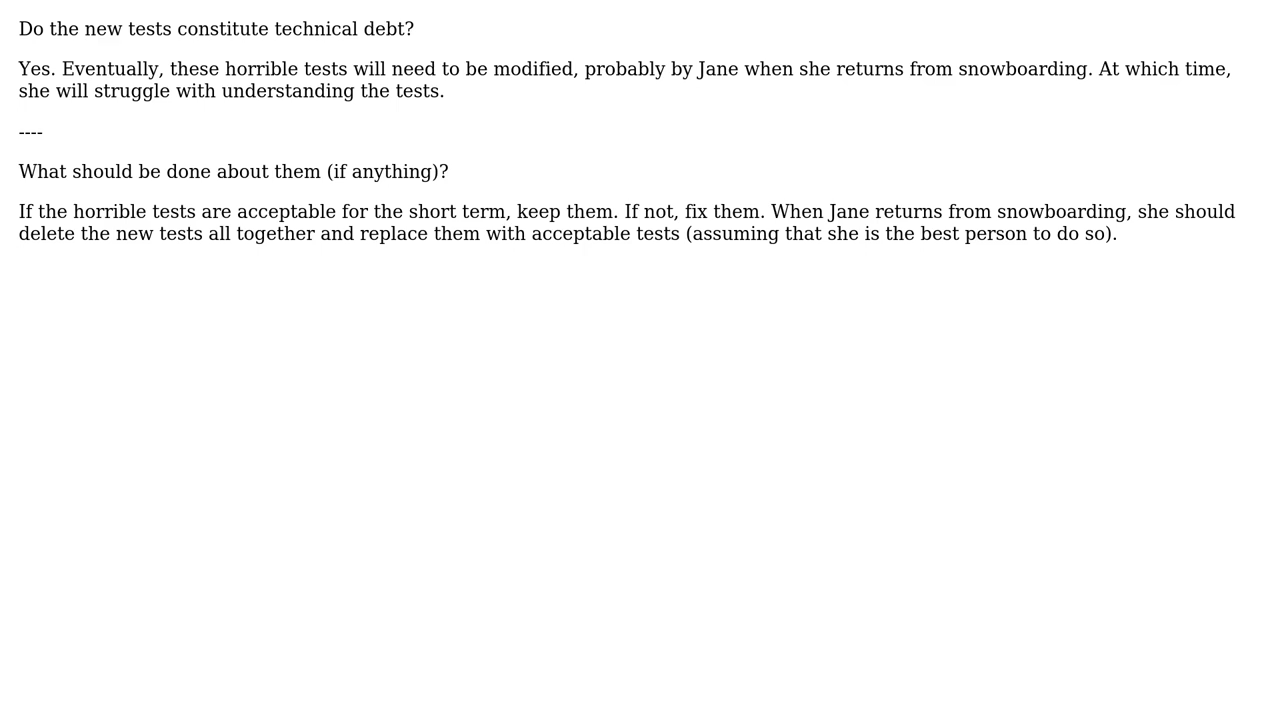 Do the new tests constitute technical debt?
Yes. Eventually, these horrible tests will need to be modified, probably by Jane when she returns from snowboarding. At which time,
she will struggle with understanding the tests.
----
What should be done about them (if anything)?
If the horrible tests are acceptable for the short term, keep them. If not, fix them. When Jane returns from snowboarding, she should
delete the new tests all together and replace them with acceptable tests (assuming that she is the best person to do so).